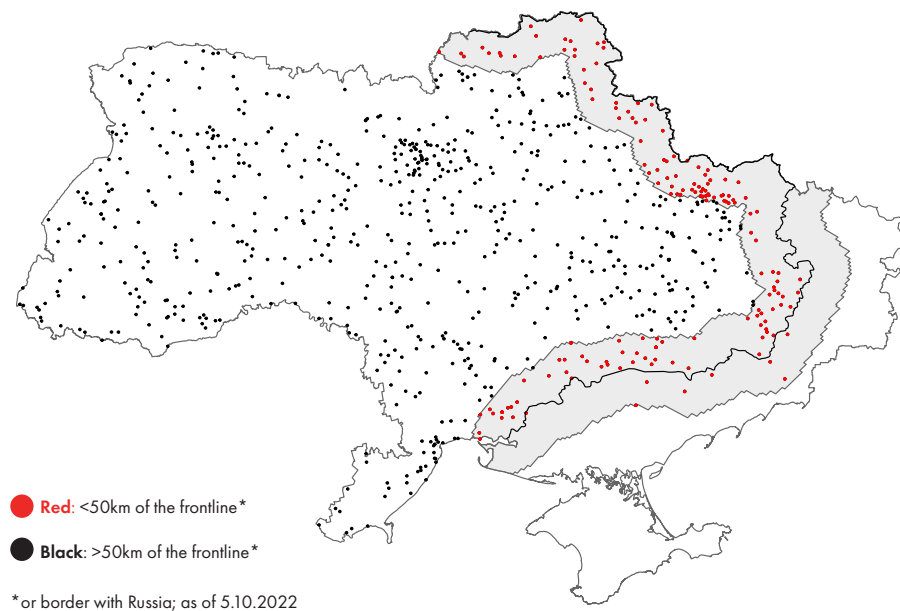 Red: <50km of the frontline*
Black: >50km of the frontline*
*or border with Russia; as of 5.10.2022